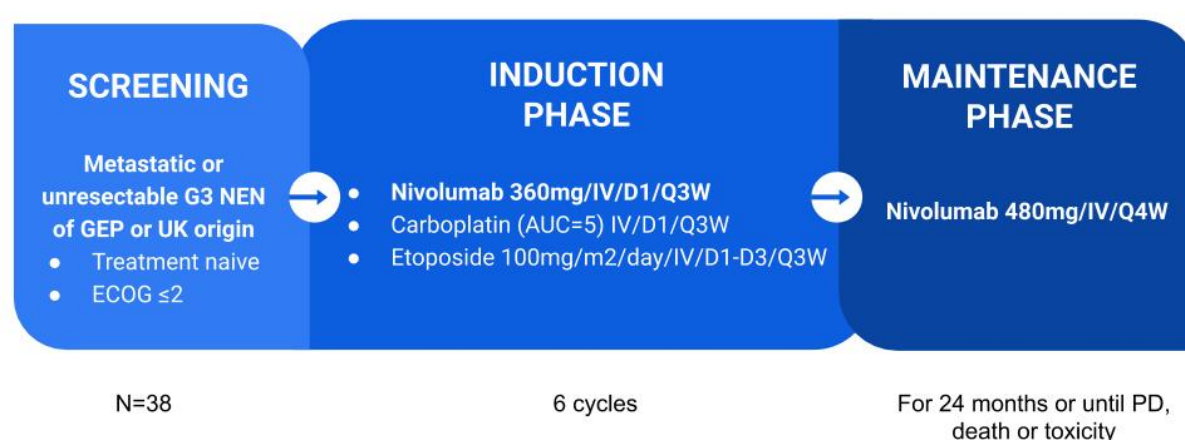 SCREENING
Metastatic or
unresectable G3 NEN
of GEP or UK origin
● Treatment naive
● ECOG ≤2
INDUCTION
PHASE
● Nivolumab 360mg/IV/D1/Q3W
● Carboplatin (AUC=5) IV/D1/Q3W
● Etoposide 100mg/m2/day/IV/D1-D3/Q3W
MAINTENANCE
PHASE
Nivolumab 480mg/IV/Q4W
N=38
6 cycles
For 24 months or until PD,
death or toxicity